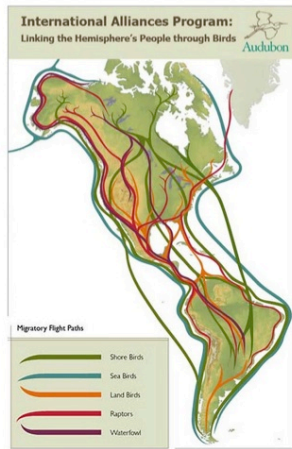 International Alliances Program:
Linking the Hemisphere's People through Birds
Audubon
Migratory Flight Paths
Shore Birds
Sea Birds
Land Birds
Raptors
Waterfowl